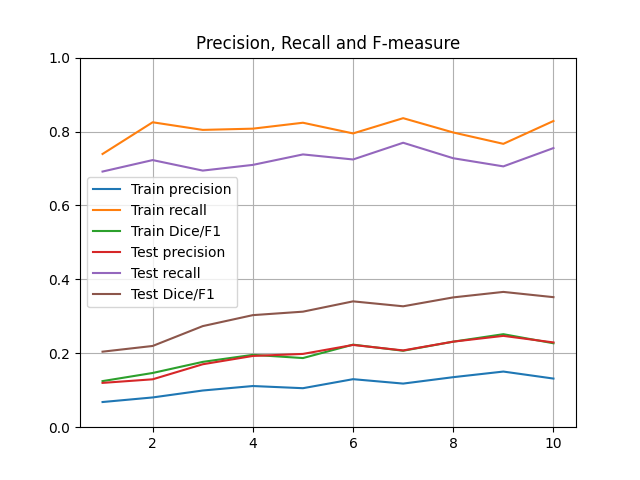 Precision, Recall and F-measure
1.0
0.8
0.6
0.4
0.2
0.0
Train precision
Train recall
Train Dice/F1
Test precision
Test recall
Test Dice/F1
2 4 6 8 10